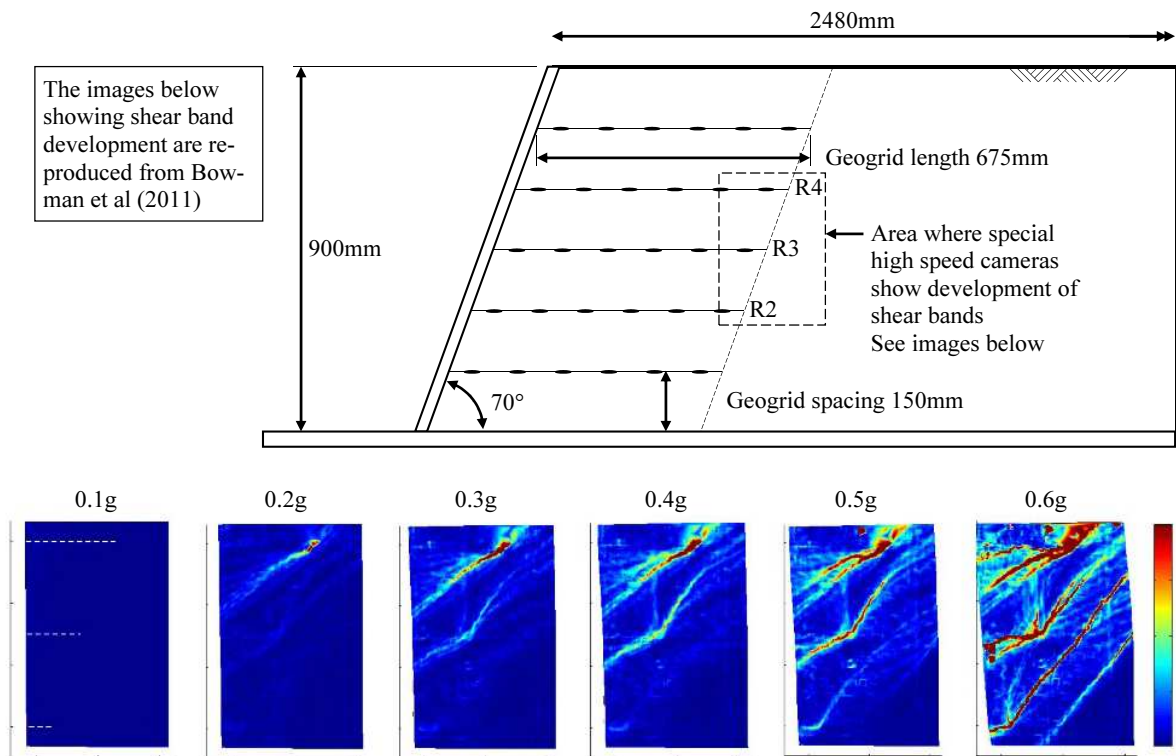 2480mm
The images below
showing shear band
development are re-
produced from Bow-
man et al (2011)
Geogrid length 675mm
R4
900mm
R3
Area where special
high speed cameras
show development of
shear bands
See images below
R2
70°
Geogrid spacing 150mm
0.1g
0.2g
0.3g
0.4g
0.5g
0.6g